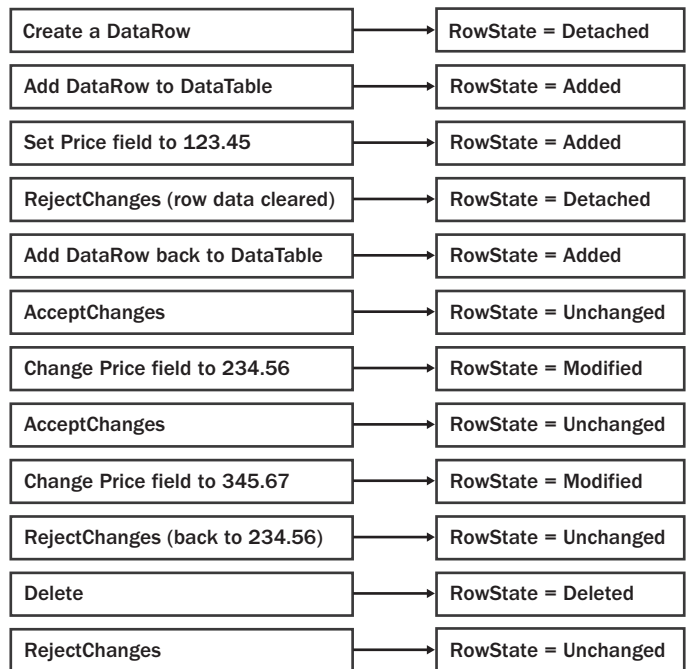 Create a DataRow RowState = Detached
Add DataRow to DataTable RowState = Added
Set Price field to 123.45 RowState = Added
RejectChanges (row data cleared) RowState = Detached
Add DataRow back to DataTable RowState = Added
AcceptChanges RowState = Unchanged
Change Price field to 234.56 RowState = Modified
AcceptChanges RowState = Unchanged
Change Price field to 345.67 RowState = Modified
RejectChanges (back to 234.56) RowState = Unchanged
Delete RowState = Deleted
RejectChanges RowState = Unchanged